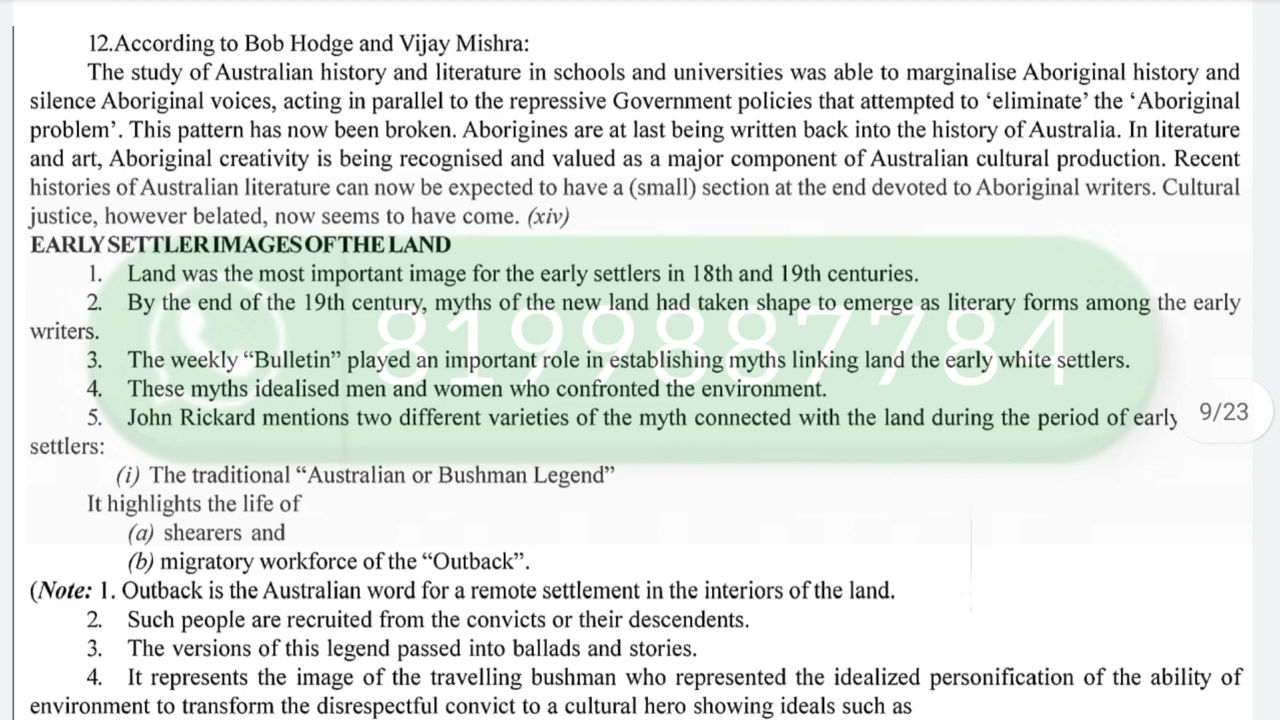 12.According to Bob Hodge and Vijay Mishra:
The study of Australian history and literature in schools and universities was able to marginalise Aboriginal history and
silence Aboriginal voices, acting in parallel to the repressive Government policies that attempted to ‘eliminate’ the ‘Aboriginal
problem’. This pattern has now been broken. Aborigines are at last being written back into the history of Australia. In literature
and art, Aboriginal creativity is being recognised and valued as a major component of Australian cultural production. Recent
histories of Australian literature can now be expected to have a (small) section at the end devoted to Aboriginal writers. Cultural
justice, however belated, now seems to have come. (xiv)
EARLY SETTLER IMAGES OF THE LAND
1. Land was the most important image for the early settlers in 18th and 19th centuries.
2. By the end of the 19th century, myths of the new land had taken shape to emerge as literary forms among the early
writers.
8199887784
3. The weekly “Bulletin” played an important role in establishing myths linking land the early white settlers.
4. These myths idealised men and women who confronted the environment.
5. John Rickard mentions two different varieties of the myth connected with the land during the period of early
9/23
settlers:
(i) The traditional “Australian or Bushman Legend”
It highlights the life of
(a) shearers and
(b) migratory workforce of the “Outback”.
(Note: 1. Outback is the Australian word for a remote settlement in the interiors of the land.
2. Such people are recruited from the convicts or their descendents.
3. The versions of this legend passed into ballads and stories.
4. It represents the image of the travelling bushman who represented the idealized personification of the ability of
environment to transform the disrespectful convict to a cultural hero showing ideals such as